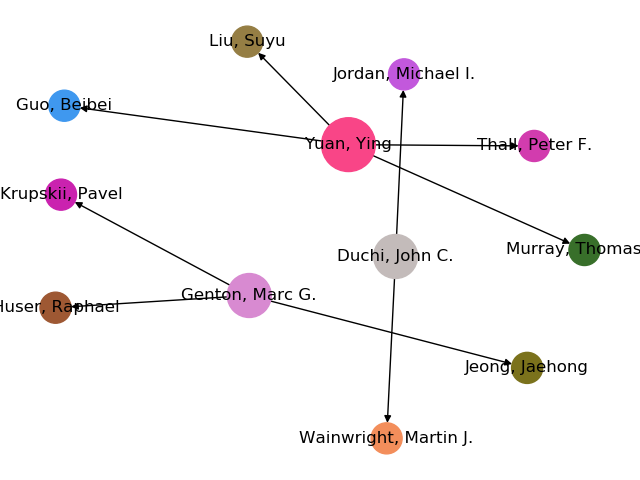 Liu, Suyu
Jordan, Michael I.
Guo, Beibei
Yuan, Ying
Thall, Peter F.
Krupskii, Pavel
Murray, Thomas
Duchi, John C.
Genton, Marc G.
Huser, Raphael
Jeong, Jaehong
Wainwright, Martin J.